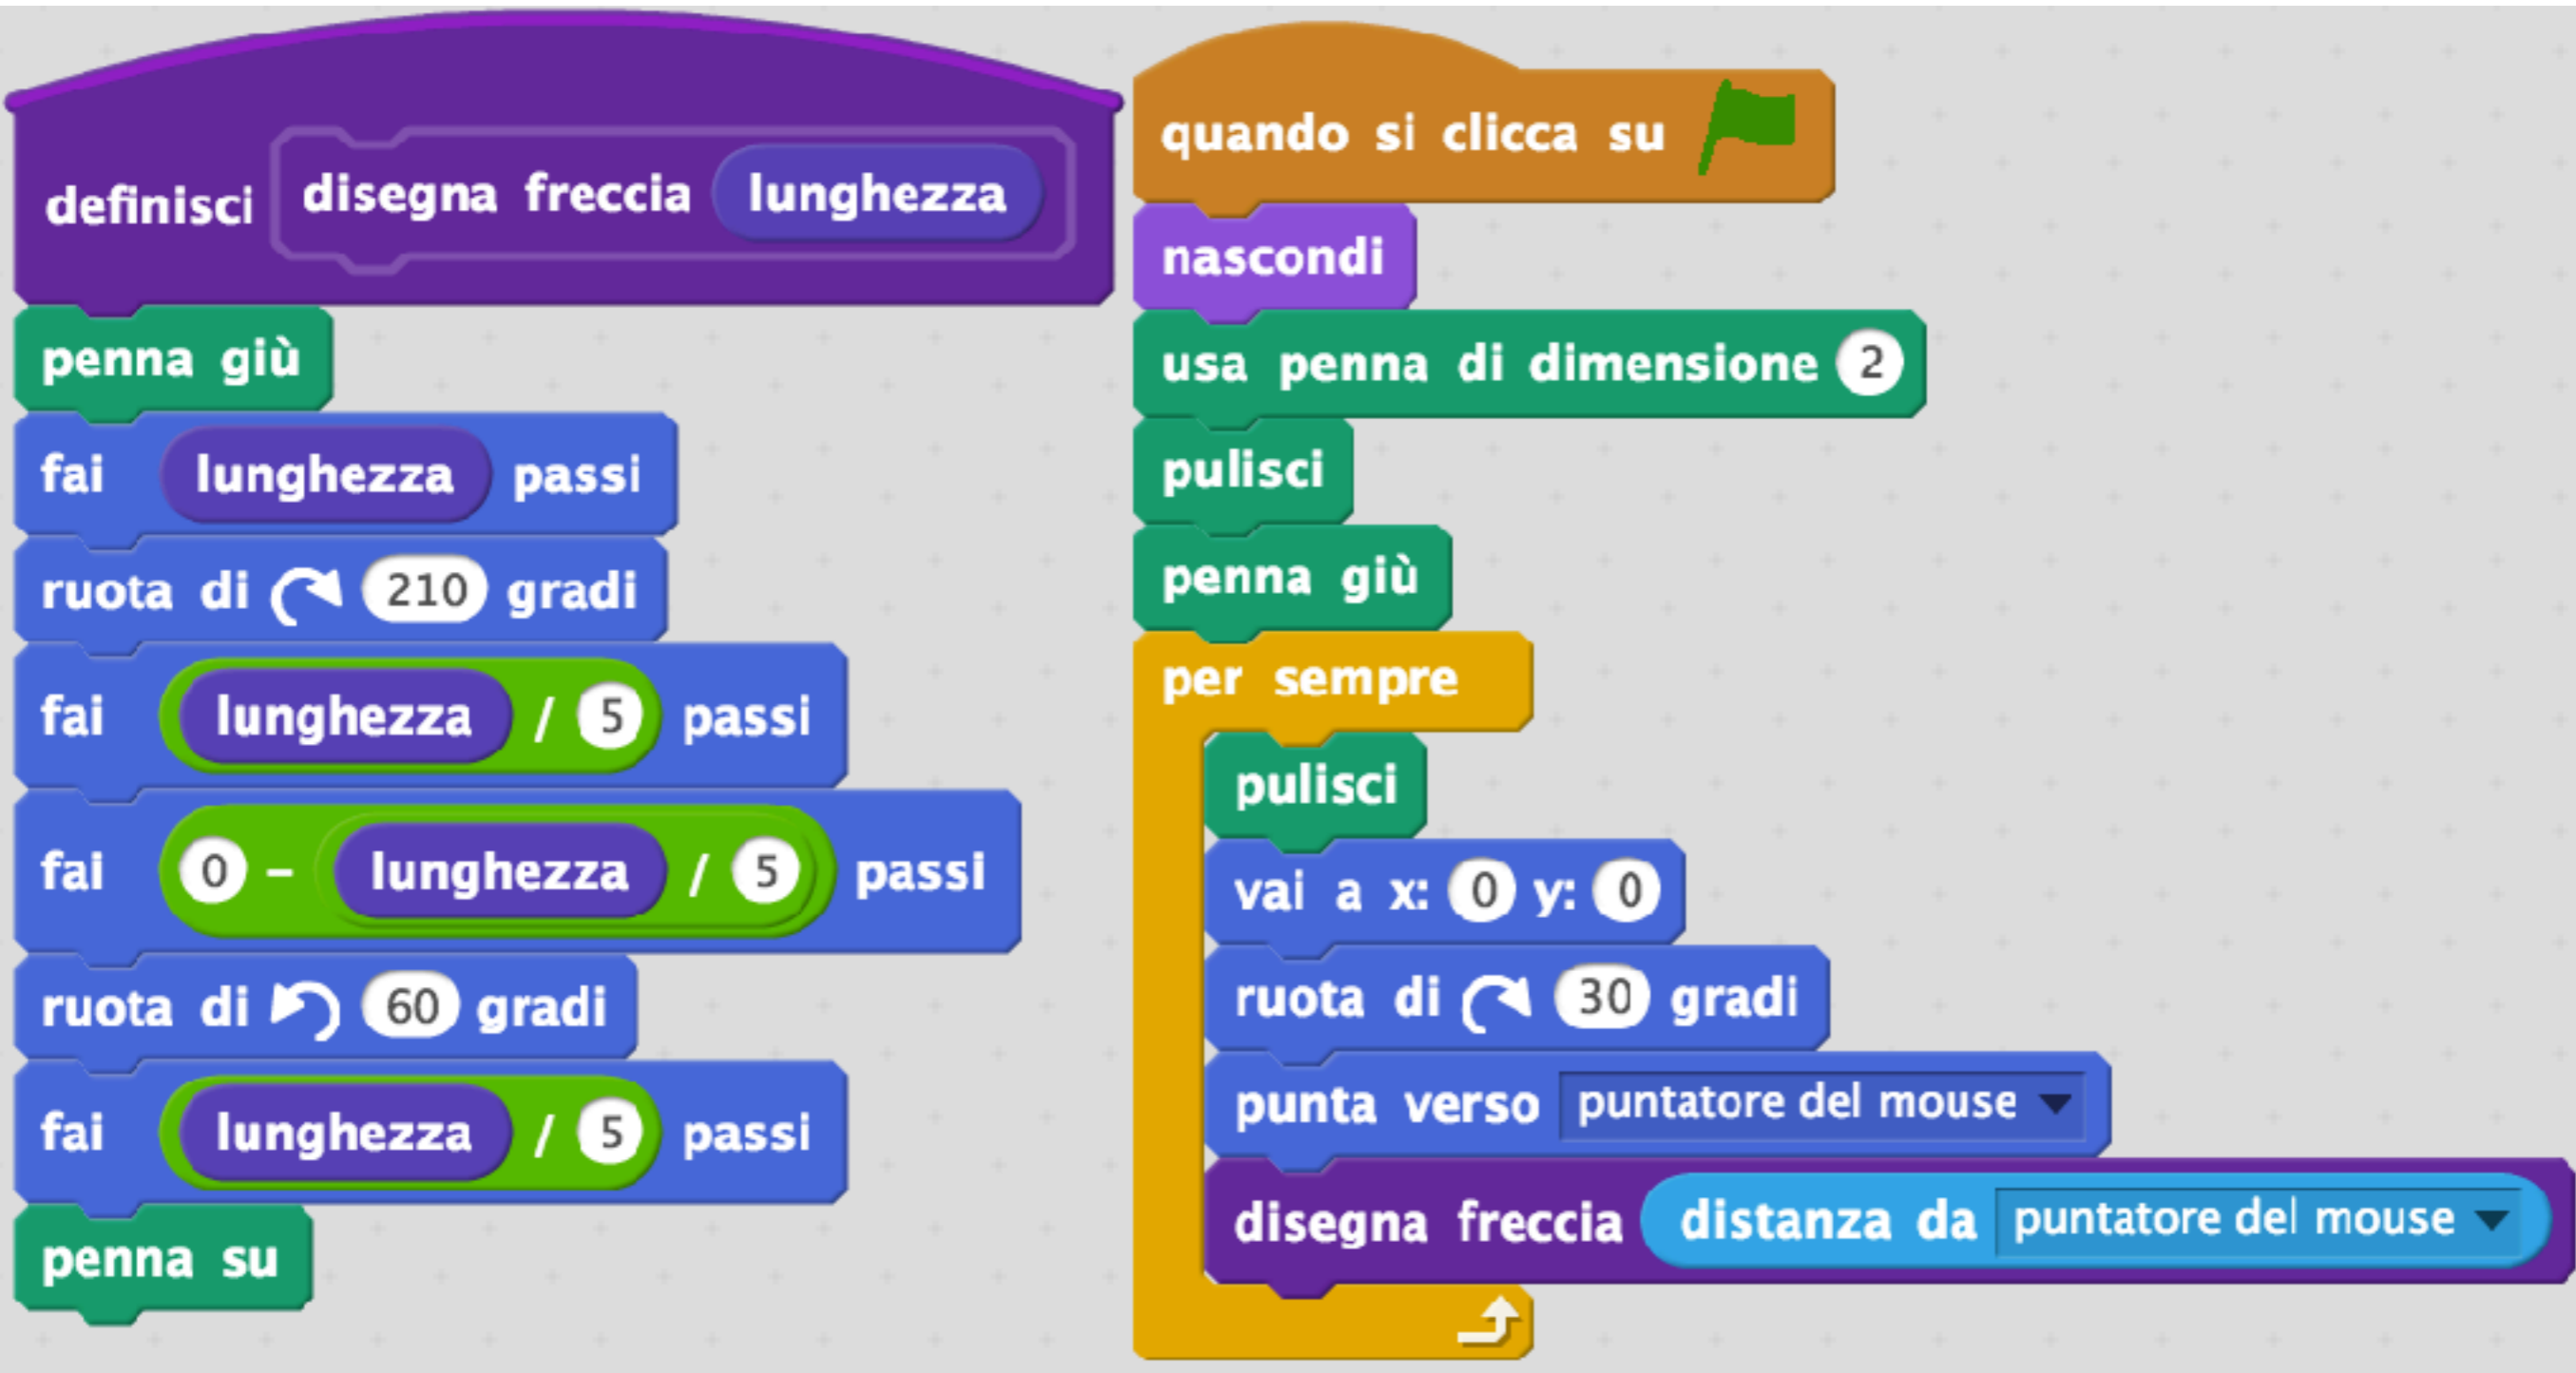 definisci disegna freccia lunghezza
penna giù
fai lunghezza passi
ruota di 210 gradi
fai lunghezza / 5 passi
fai 0 - lunghezza / 5 passi
ruota di 60 gradi
fai lunghezza / 5 passi
penna su
quando si clicca su
nascondi
usa penna di dimensione 2
pulisci
penna giù
per sempre
pulisci
vai a x: 0 y: 0
ruota di 30 gradi
punta verso puntatore del mouse
disegna freccia distanza da puntatore del mouse